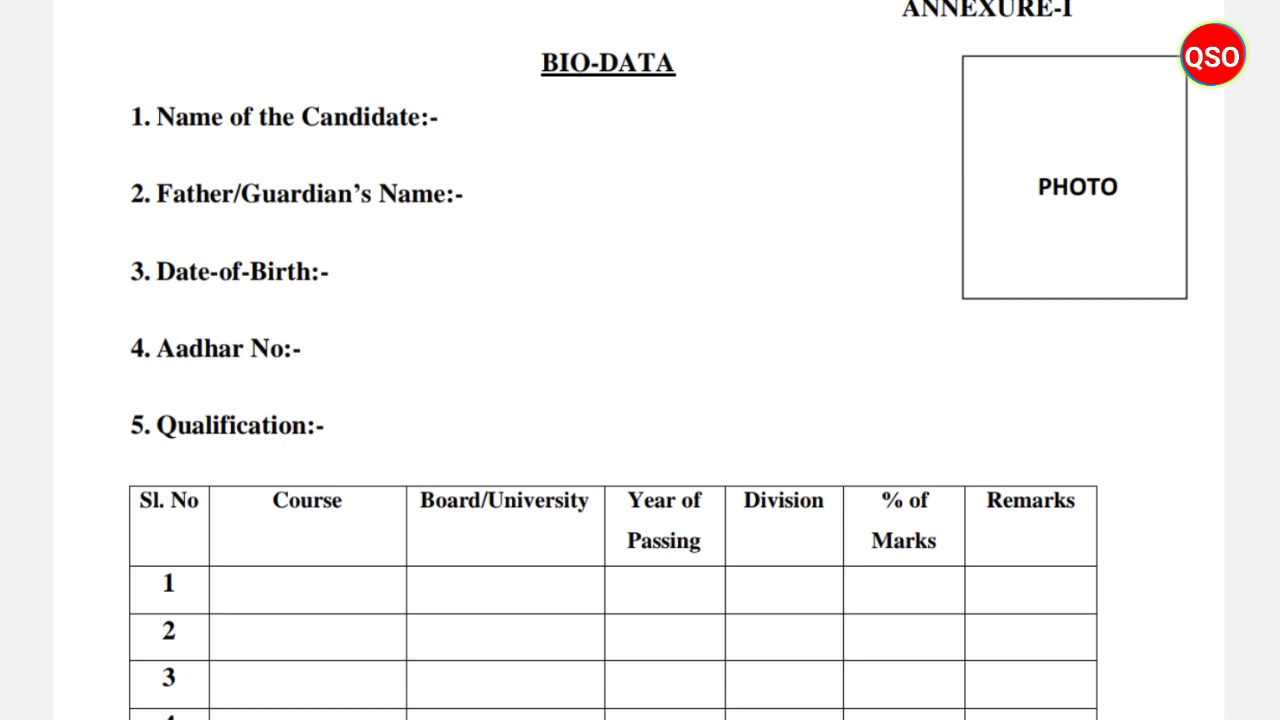 ANNEXURE-I
QSO
BIO-DATA
1. Name of the Candidate:-
2. Father/Guardian’s Name:-
PHOTO
3. Date-of-Birth:-
4. Aadhar No:-
5. Qualification:-
Sl. No Course Board/University Year of Passing Division % of Marks Remarks
1
2
3